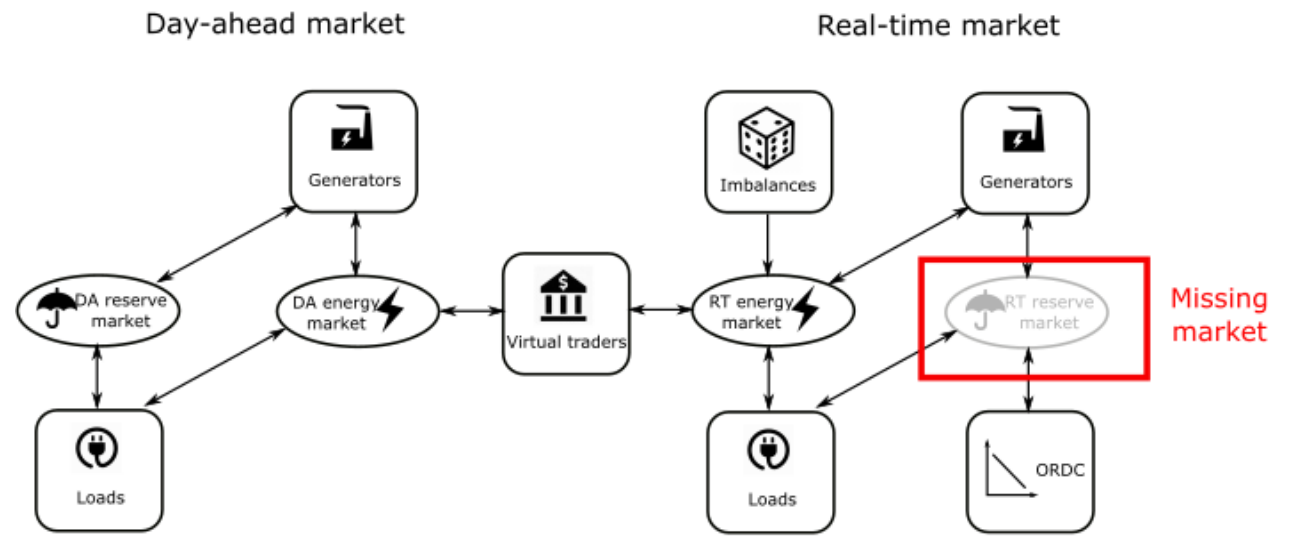 Day-ahead market
Real-time market
Generators
Imbalances
Generators
DA reserve
market
DA energy
market
$
Virtual traders
RT energy
market
RT reserve
market
Missing
market
Loads
Loads
ORDC